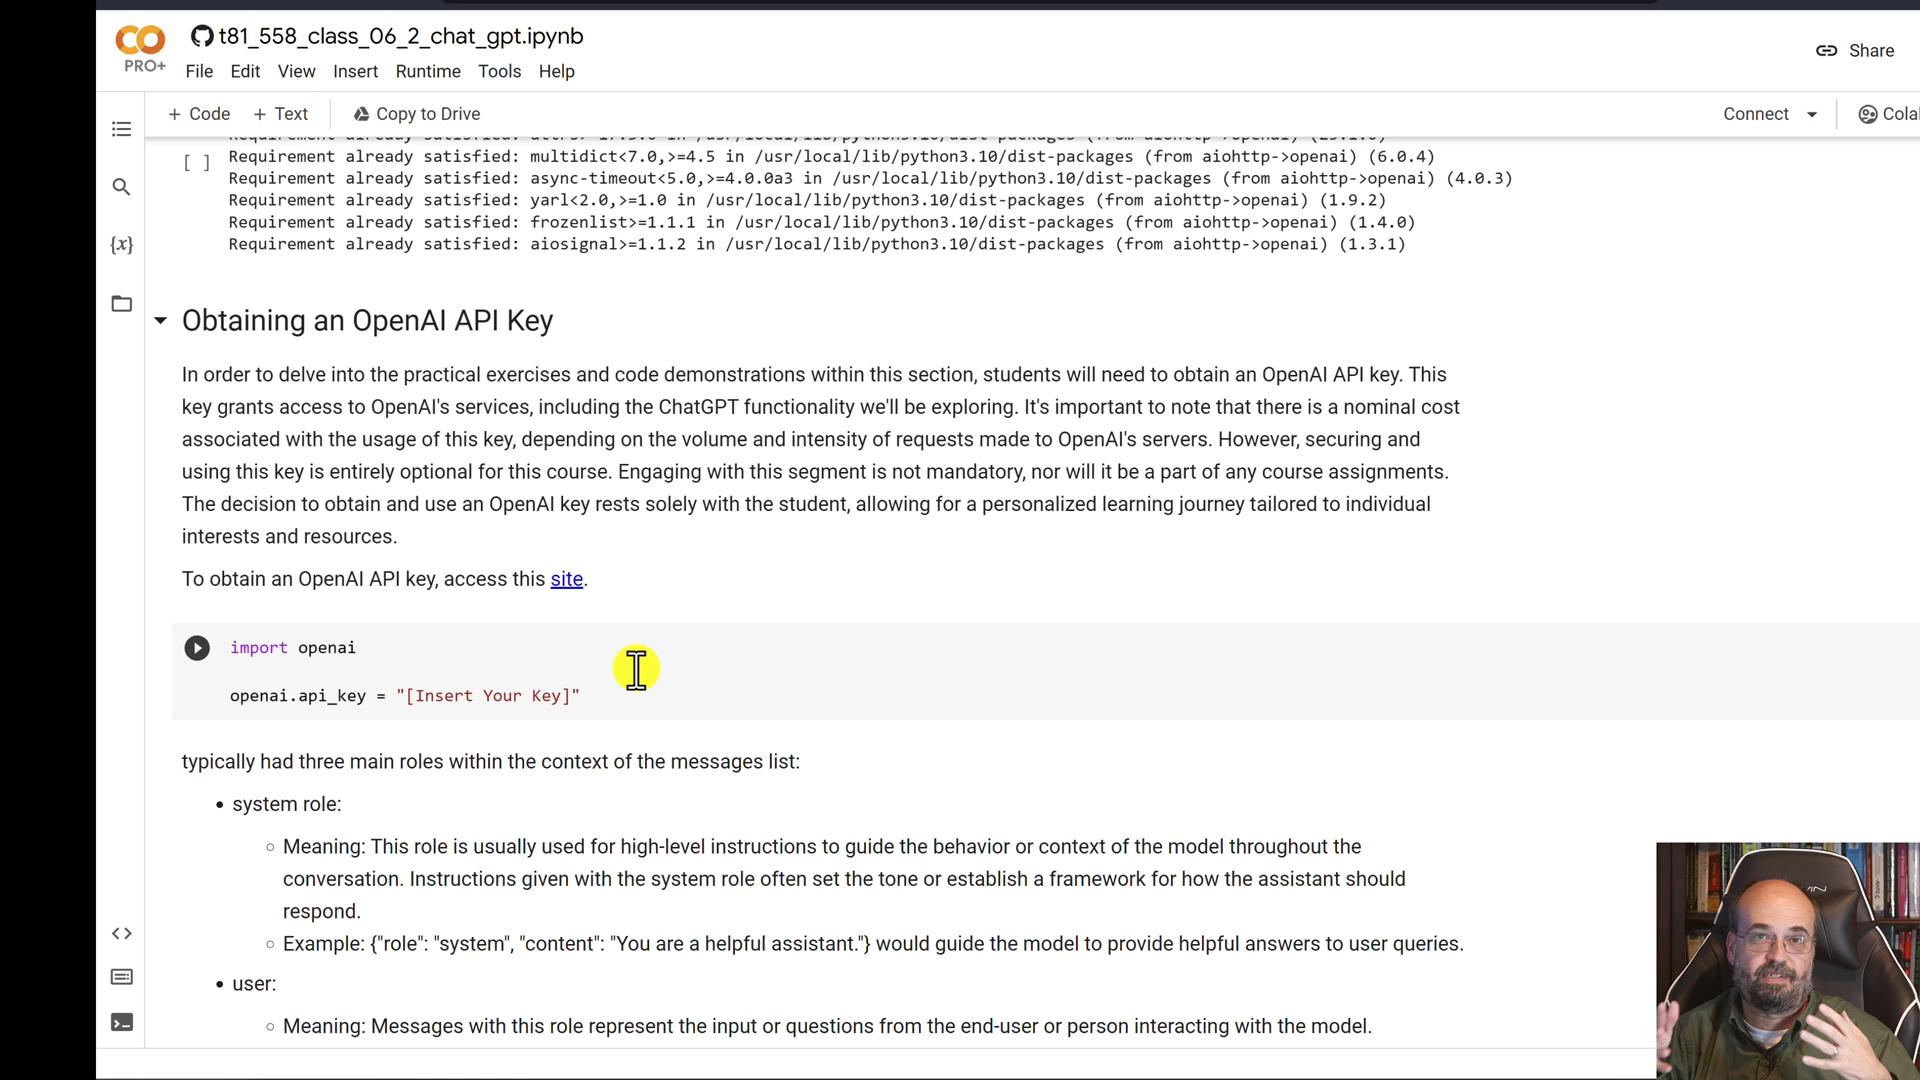 t81_558_class_06_2_chat_gpt.ipynb
PRO+
File Edit View Insert Runtime Tools Help
Share
+ Code + Text Copy to Drive
Connect
[ ]
Requirement already satisfied: multidict<7.0,>=4.5 in /usr/local/lib/python3.10/dist-packages (from aiohttp->openai) (6.0.4)
Requirement already satisfied: async-timeout<5.0,>=4.0.0a3 in /usr/local/lib/python3.10/dist-packages (from aiohttp->openai) (4.0.3)
Requirement already satisfied: yarl<2.0,>=1.0 in /usr/local/lib/python3.10/dist-packages (from aiohttp->openai) (1.9.2)
Requirement already satisfied: frozenlist>=1.1.1 in /usr/local/lib/python3.10/dist-packages (from aiohttp->openai) (1.4.0)
Requirement already satisfied: aiosignal>=1.1.2 in /usr/local/lib/python3.10/dist-packages (from aiohttp->openai) (1.3.1)
{x}
Obtaining an OpenAI API Key
In order to delve into the practical exercises and code demonstrations within this section, students will need to obtain an OpenAI API key. This
key grants access to OpenAI's services, including the ChatGPT functionality we'll be exploring. It's important to note that there is a nominal cost
associated with the usage of this key, depending on the volume and intensity of requests made to OpenAI's servers. However, securing and
using this key is entirely optional for this course. Engaging with this segment is not mandatory, nor will it be a part of any course assignments.
The decision to obtain and use an OpenAI key rests solely with the student, allowing for a personalized learning journey tailored to individual
interests and resources.
To obtain an OpenAI API key, access this site.
import openai
openai.api_key = "[Insert Your Key]"
typically had three main roles within the context of the messages list:
• system role:
◦ Meaning: This role is usually used for high-level instructions to guide the behavior or context of the model throughout the
conversation. Instructions given with the system role often set the tone or establish a framework for how the assistant should
respond.
◦ Example: {"role": "system", "content": "You are a helpful assistant."} would guide the model to provide helpful answers to user queries.
• user:
◦ Meaning: Messages with this role represent the input or questions from the end-user or person interacting with the model.